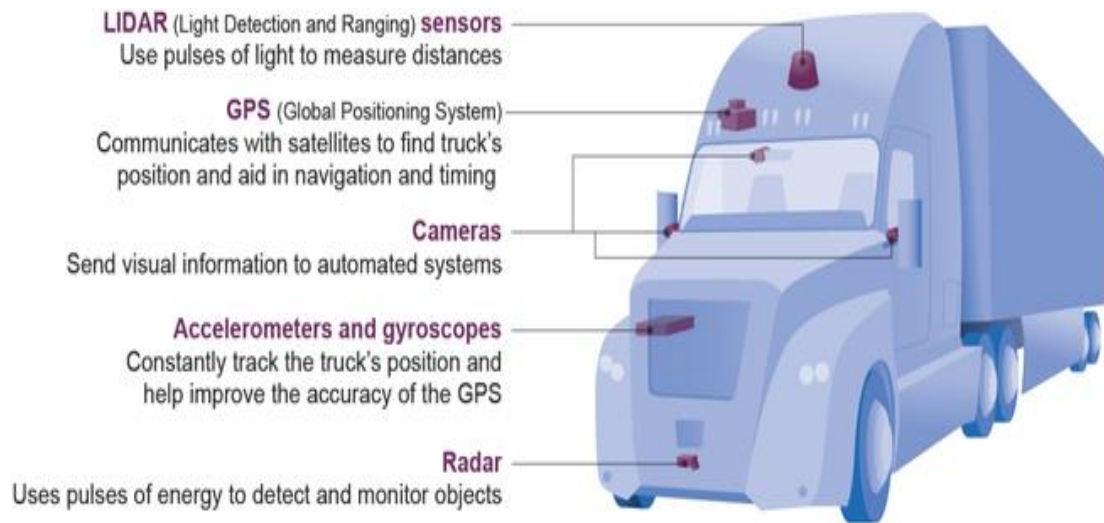 LIDAR (Light Detection and Ranging) sensors
Use pulses of light to measure distances
GPS (Global Positioning System)
Communicates with satellites to find truck's
position and aid in navigation and timing
Cameras
Send visual information to automated systems
Accelerometers and gyroscopes
Constantly track the truck's position and
help improve the accuracy of the GPS
Radar
Uses pulses of energy to detect and monitor objects